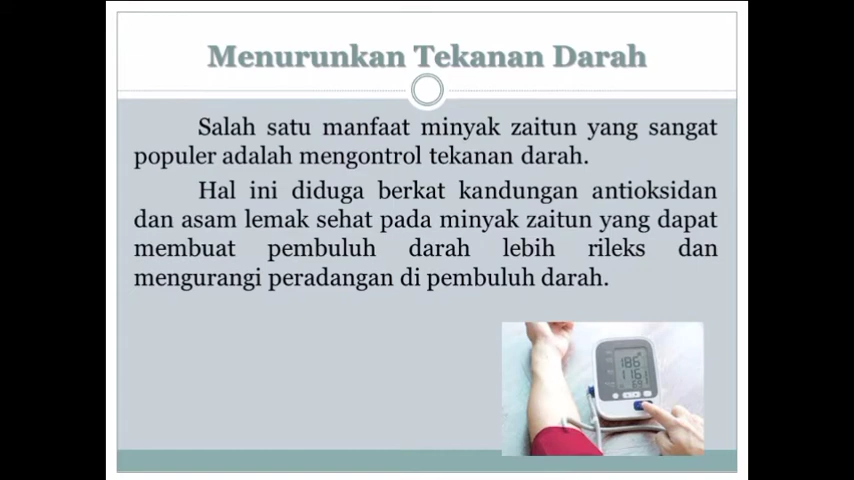 Menurunkan Tekanan Darah
Salah satu manfaat minyak zaitun yang sangat
populer adalah mengontrol tekanan darah.
Hal ini diduga berkat kandungan antioksidan
dan asam lemak sehat pada minyak zaitun yang dapat
membuat pembuluh darah lebih rileks dan
mengurangi peradangan di pembuluh darah.
186
116